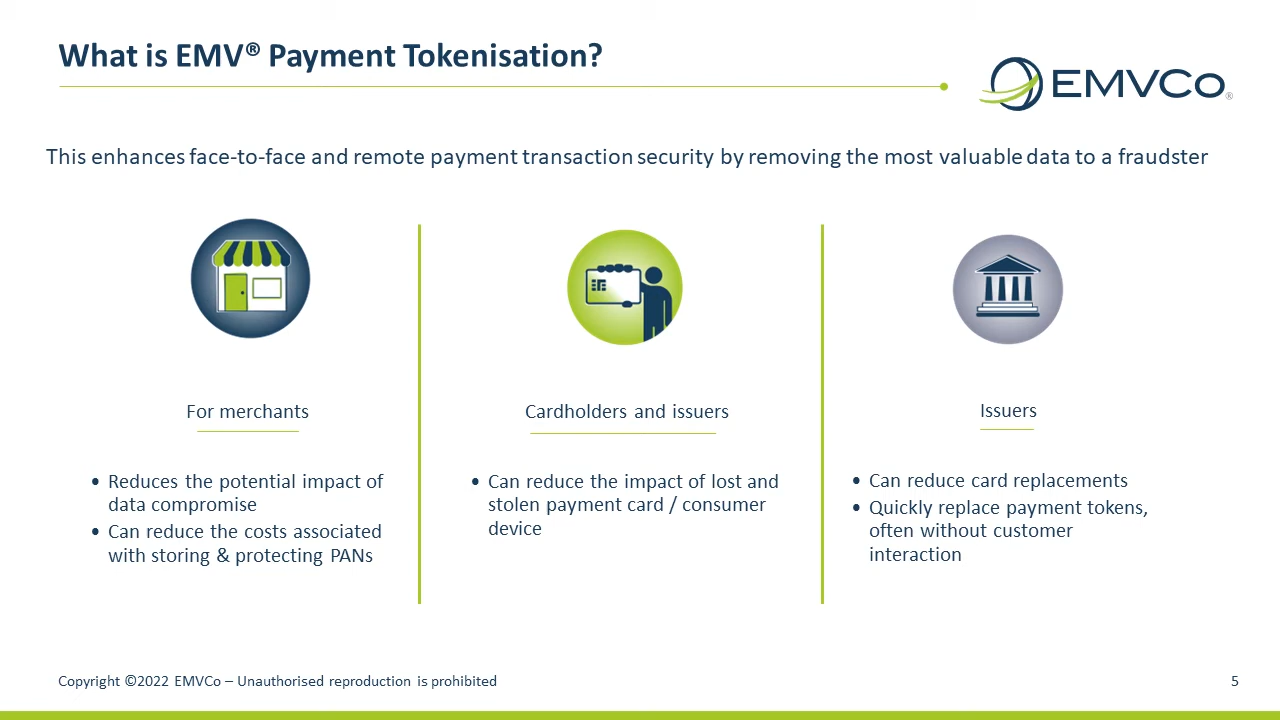 What is EMV® Payment Tokenisation?
EMVCo®
This enhances face-to-face and remote payment transaction security by removing the most valuable data to a fraudster
For merchants
• Reduces the potential impact of
data compromise
• Can reduce the costs associated
with storing & protecting PANs
Cardholders and issuers
• Can reduce the impact of lost and
stolen payment card / consumer
device
Issuers
• Can reduce card replacements
• Quickly replace payment tokens,
often without customer
interaction
Copyright ©2022 EMVCo – Unauthorised reproduction is prohibited
5